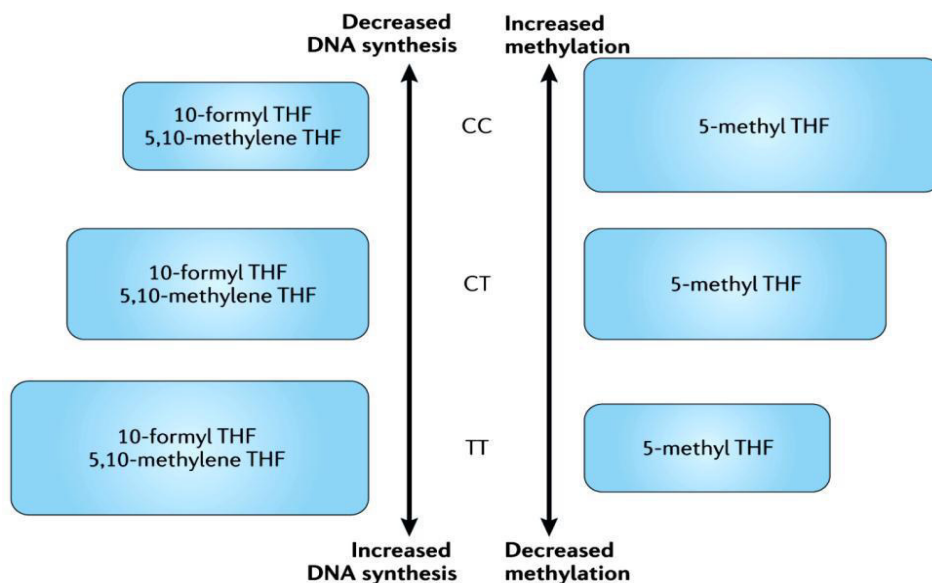 Decreased
DNA synthesis
Increased
methylation
10-formyl THF
5,10-methylene THF
CC
5-methyl THF
10-formyl THF
5,10-methylene THF
CT
5-methyl THF
10-formyl THF
5,10-methylene THF
TT
5-methyl THF
Increased
DNA synthesis
Decreased
methylation